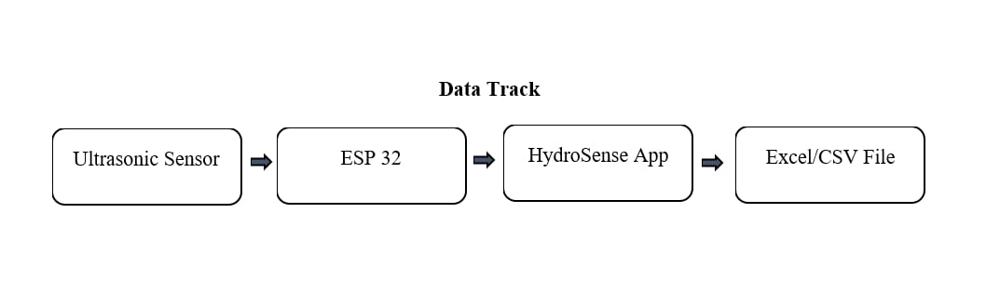 Data Track
Ultrasonic Sensor
ESP 32
HydroSense App
Excel/CSV File